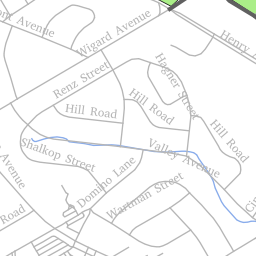 Avenue
Wigard Avenue
Henry
Renz Street
Hagner Street
Hill Road
Hill Road
Hill Road
Valley Avenue
Shalkop Street
Domino Lane
Wartman Street
Avenue
Road